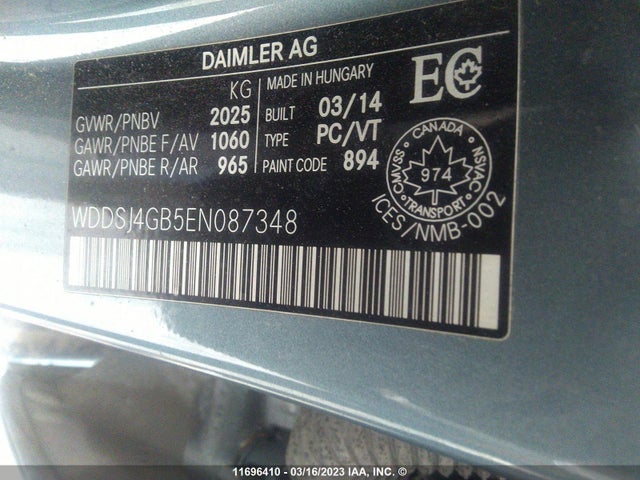 DAIMLER AG
KG
GVWR/PNBV 2025
GAWR/PNBE F/AV 1060
GAWR/PNBE R/AR 965
MADE IN HUNGARY
BUILT 03/14
TYPE PC/VT
PAINT CODE 894
EC
CANADA
CMVSS NSVAC
974
TRANSPORT
ICES/NMB-002
WDDSJ4GB5EN087348
11696410 - 03/16/2023 IAA, INC. ©